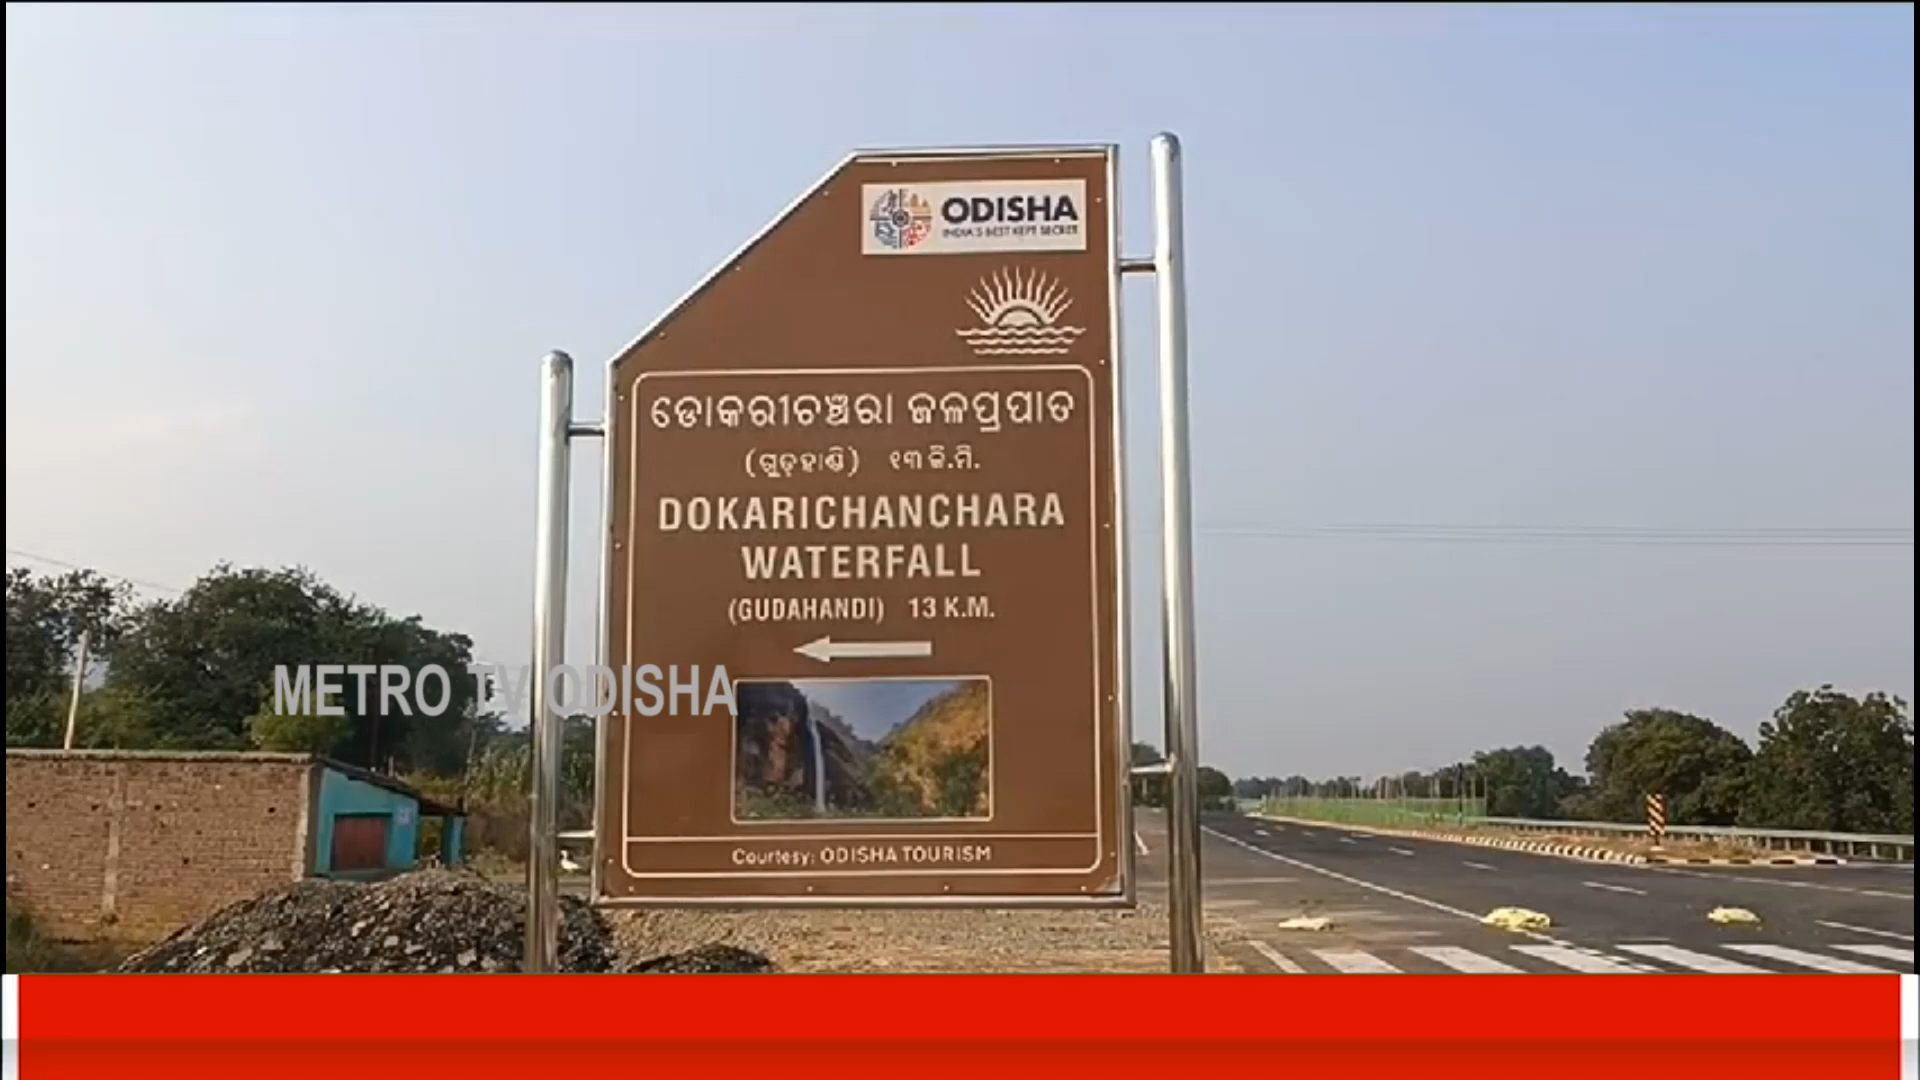 ODISHA
INDIA'S BEST KEPT SECRET
ଡୋକରୀଚଞ୍ଚରା ଜଳପ୍ରପାତ
(ଗୁଡ଼ହାଣ୍ଡି) ୧୩ କି.ମି.
DOKARICHANCHARA
WATERFALL
(GUDAHANDI) 13 K.M.
METRO TV ODISHA
Courtesy: ODISHA TOURISM